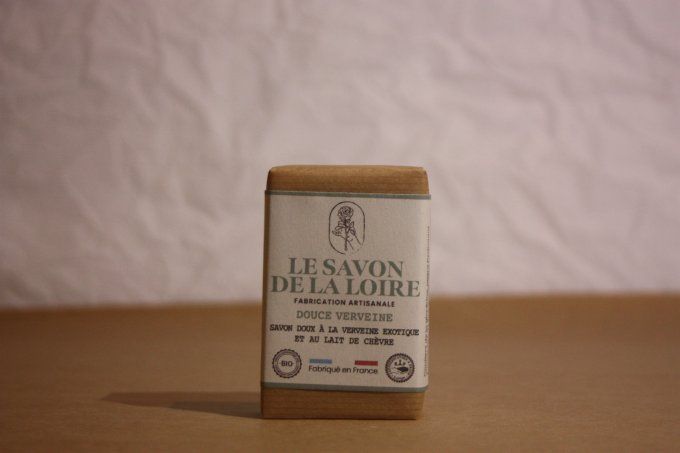 LE SAVON
DE LA LOIRE
FABRICATION ARTISANALE
DOUCE VERVEINE
SAVON DOUX À LA VERVEINE EXOTIQUE
ET AU LAIT DE CHÈVRE
BIO
Fabriqué en France